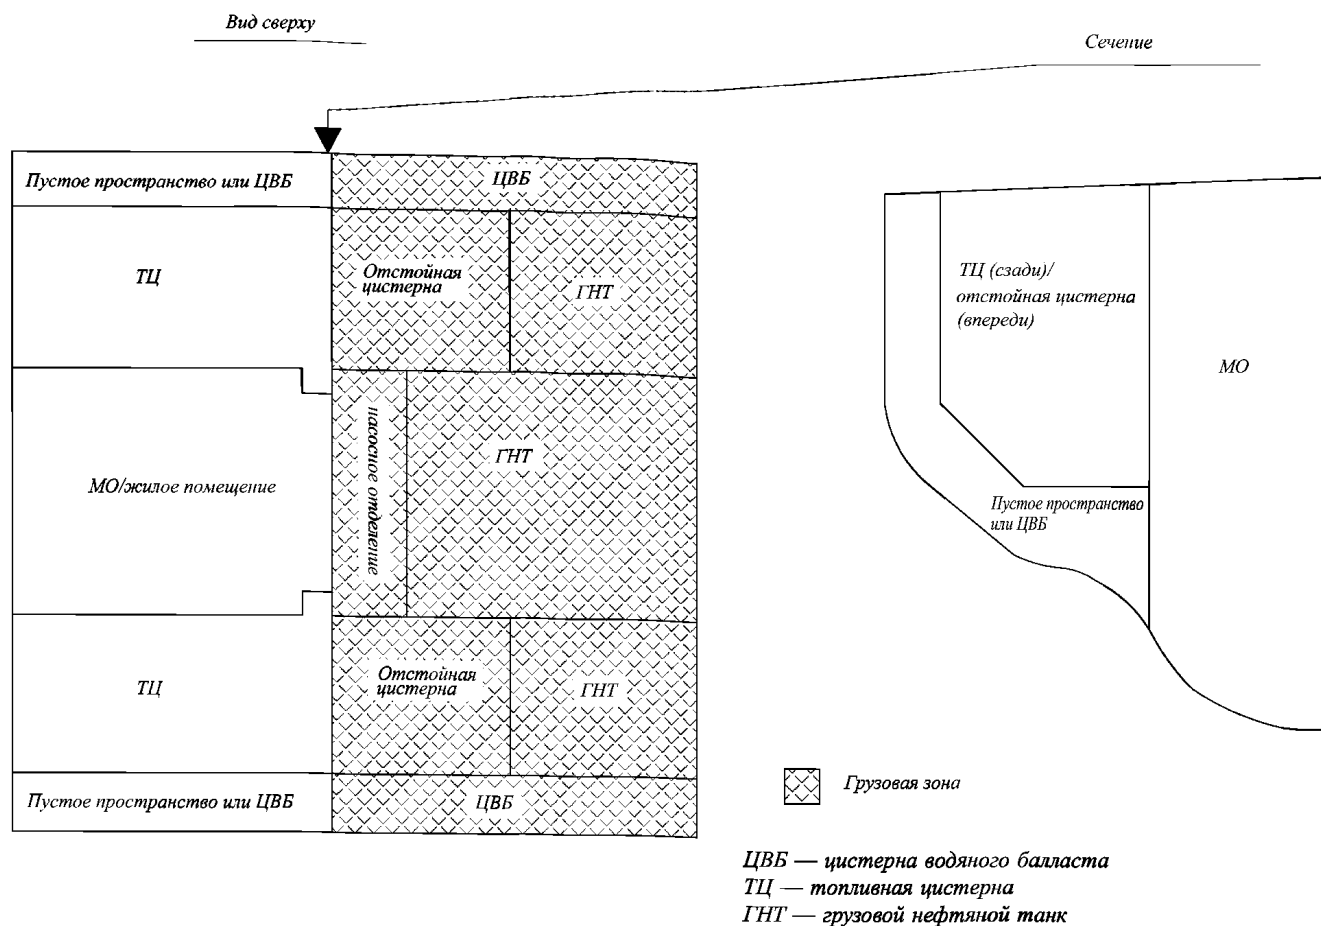 Вид сверху
Сечение
Пустое пространство или ЦВБ
ЦВБ
ТЦ
Отстойная
цистерна
ГНТ
МО/жилое помещение
насосное отделение
ГНТ
ТЦ
Отстойная
цистерна
ГНТ
Пустое пространство или ЦВБ
ЦВБ
ТЦ (сзади)/
отстойная цистерна
(впереди)
МО
Пустое пространство
или ЦВБ
Грузовая зона
ЦВБ — цистерна водяного балласта
ТЦ — топливная цистерна
ГНТ — грузовой нефтяной танк